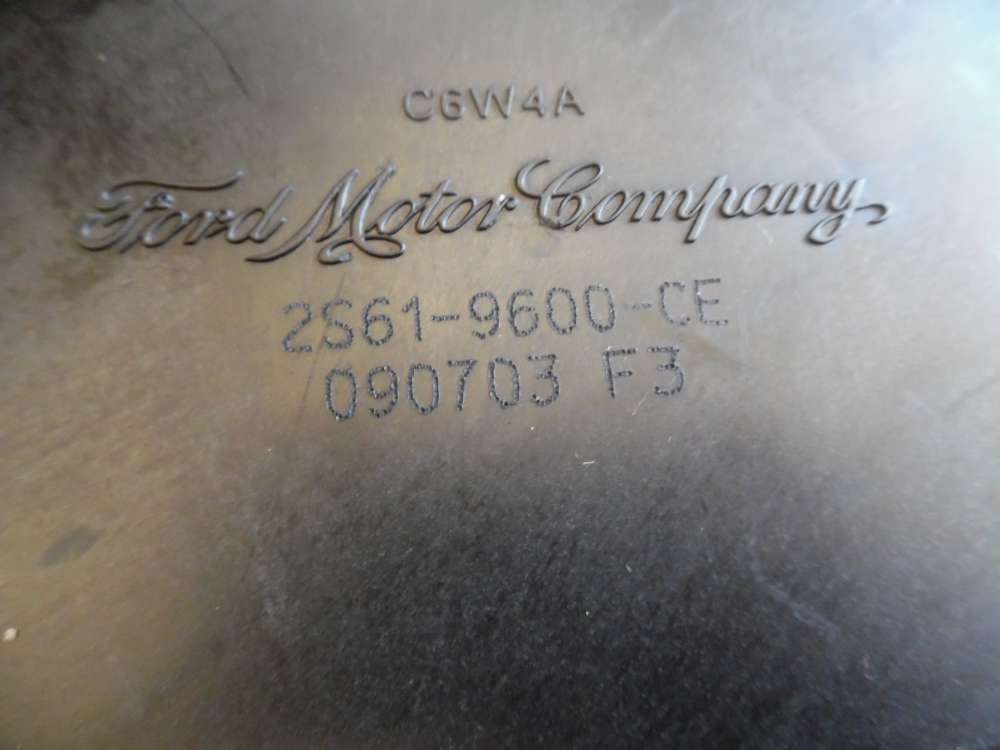 C6W4A
Ford Motor Company
2S61-9600-CE
090703 F3